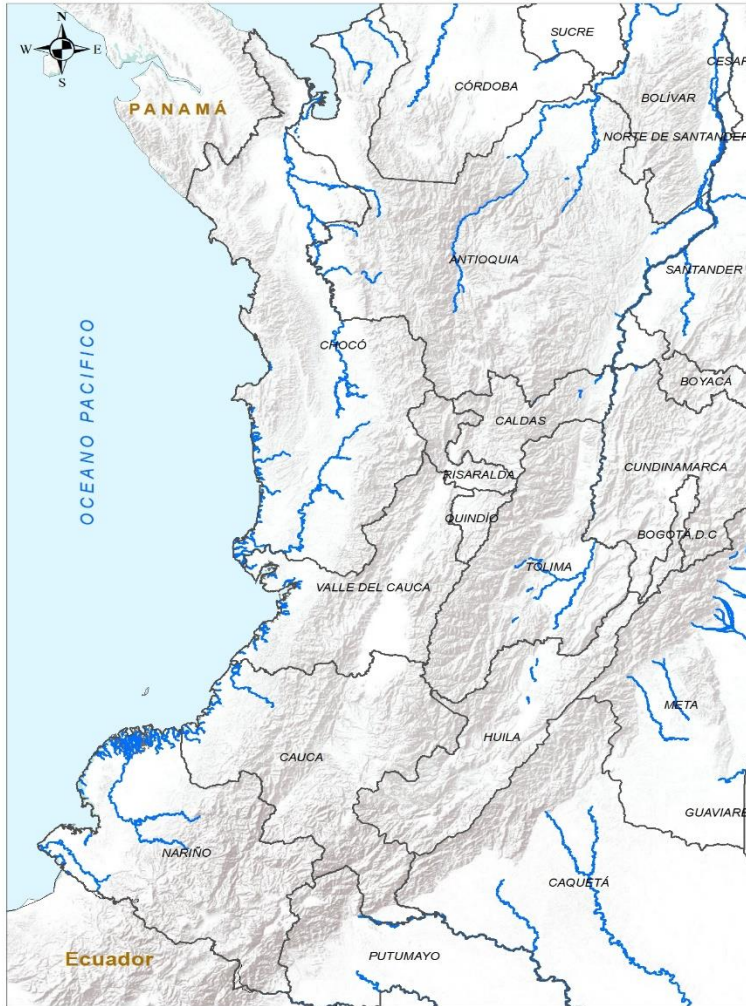 N
W E
S
PANAMÁ
SUCRE
CESAR
CÓRDOBA
BOLÍVAR
NORTE DE SANTANDER
ANTIOQUIA
SANTANDER
OCEANO PACIFICO
CHOCÓ
BOYACÁ
CALDAS
RISARALDA
CUNDINAMARCA
QUINDÍO
BOGOTÁ, D.C
TOLIMA
VALLE DEL CAUCA
META
HUILA
CAUCA
GUAVIARE
NARIÑO
CAQUETÁ
Ecuador
PUTUMAYO